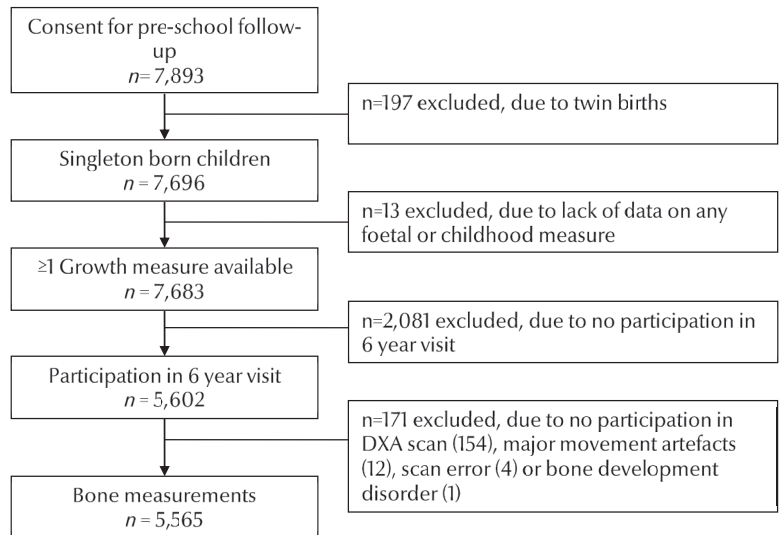 Consent for pre-school follow-
up
n= 7,893
n=197 excluded, due to twin births
Singleton born children
n = 7,696
n=13 excluded, due to lack of data on any
foetal or childhood measure
≥1 Growth measure available
n = 7,683
n=2,081 excluded, due to no participation in
6 year visit
Participation in 6 year visit
n = 5,602
n=171 excluded, due to no participation in
DXA scan (154), major movement artefacts
(12), scan error (4) or bone development
disorder (1)
Bone measurements
n = 5,565